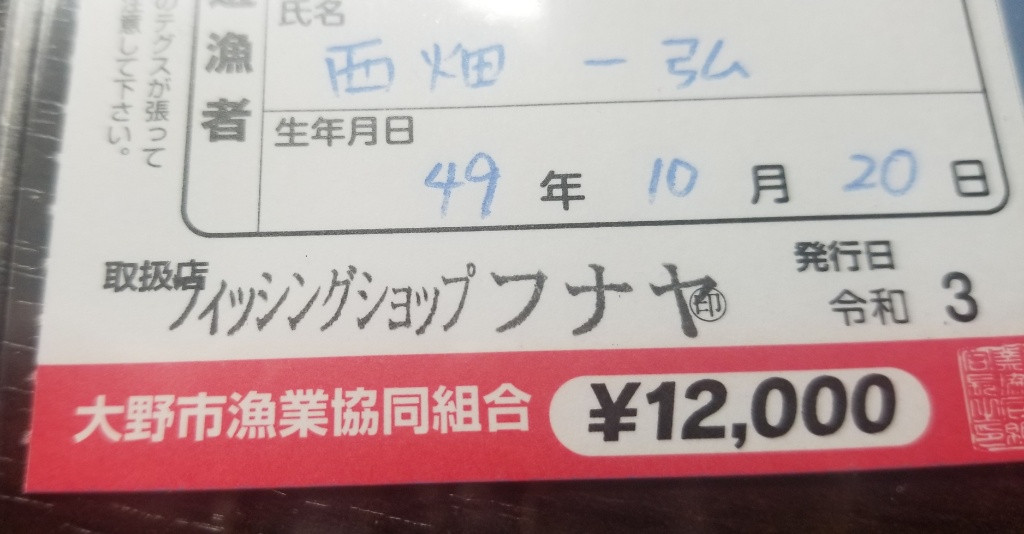 のテグスが張って
注意して下さい。
遊漁者
氏名
西畑 一弘
生年月日
49 年 10 月 20 日
取扱店
フィッシングショップ フナヤ ㊞
発行日
令和 3
大野市漁業協同組合 ¥12,000